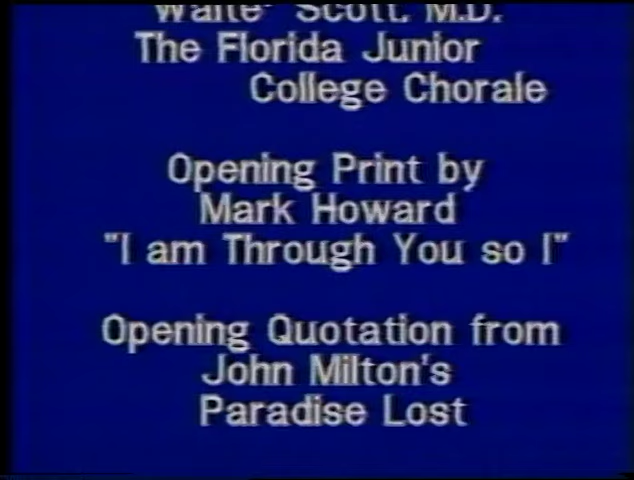 Scott, M.D.
The Florida Junior
College Chorale
Opening Print by
Mark Howard
"I am Through You so I"
Opening Quotation from
John Milton's
Paradise Lost